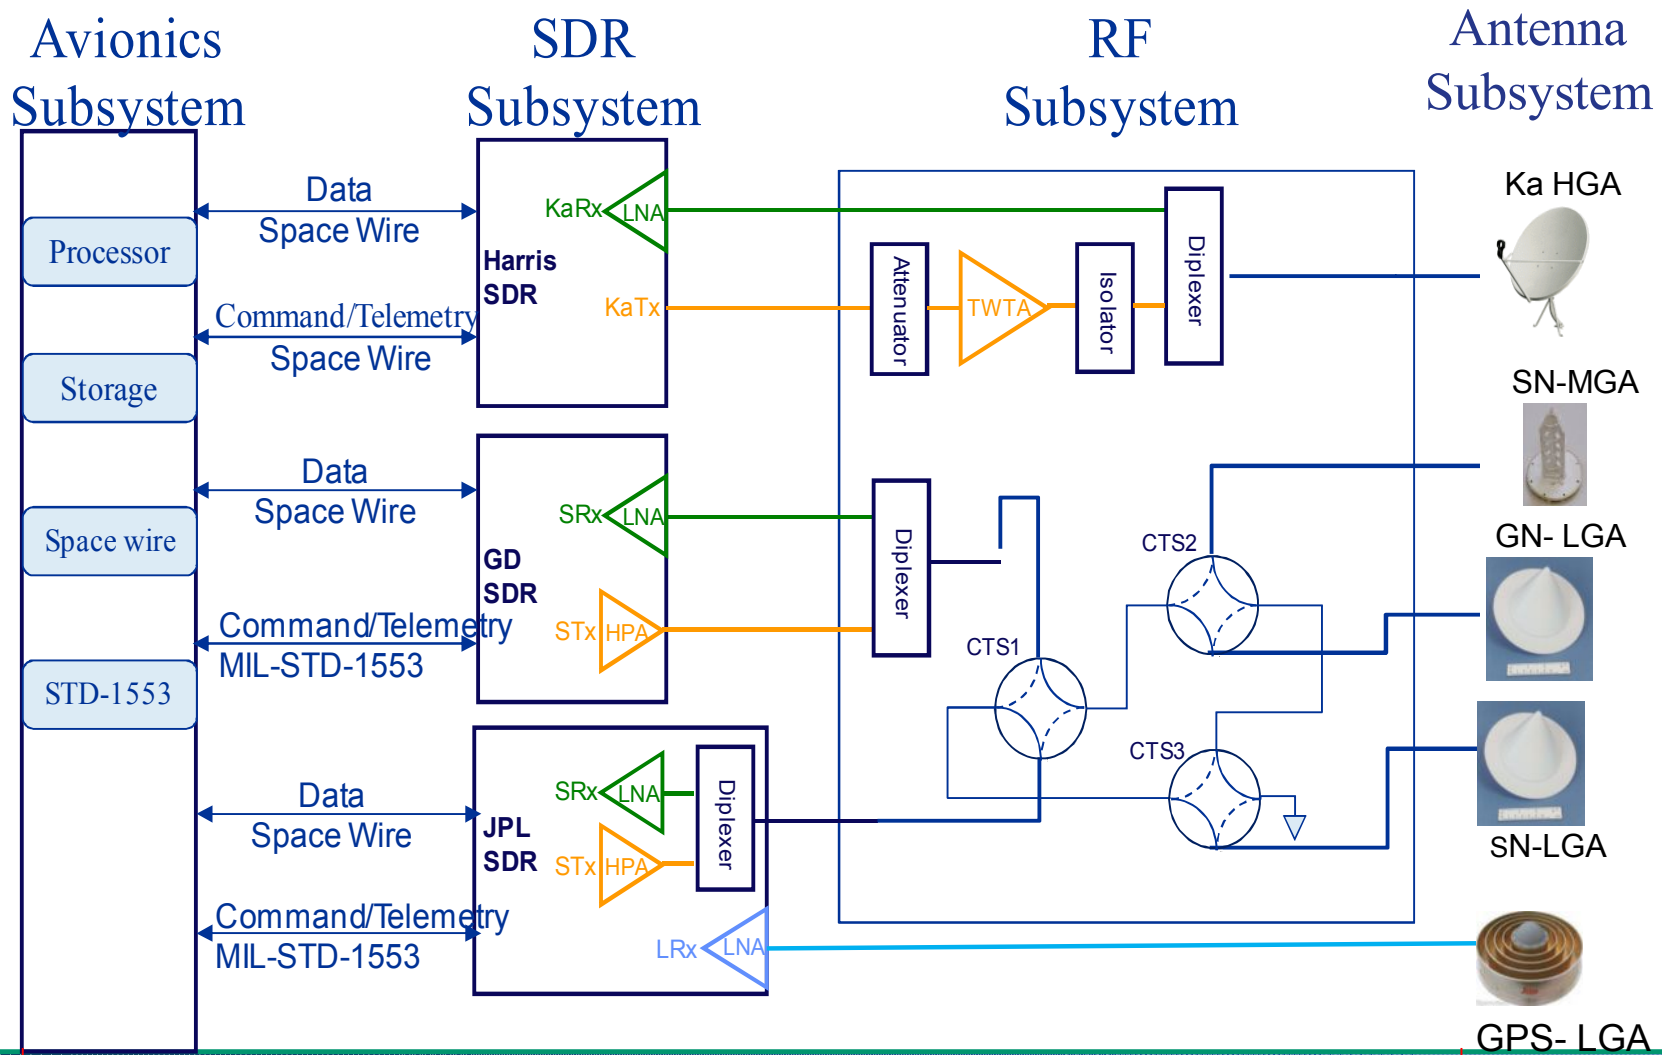 Avionics
Subsystem
SDR
Subsystem
RF
Subsystem
Antenna
Subsystem
Processor
Storage
Space wire
STD-1553
Data
Space Wire
Command/Telemetry
Space Wire
Data
Space Wire
Command/Telemetry
MIL-STD-1553
Data
Space Wire
Command/Telemetry
MIL-STD-1553
Harris
SDR
KaRx
LNA
KaTx
GD
SDR
SRx
LNA
STx
HPA
JPL
SDR
SRx
LNA
STx
HPA
Diplexer
LRx
LNA
Attenuator
TWTA
Isolator
Diplexer
Diplexer
CTS1
CTS2
CTS3
Ka HGA
SN-MGA
GN- LGA
SN-LGA
GPS- LGA